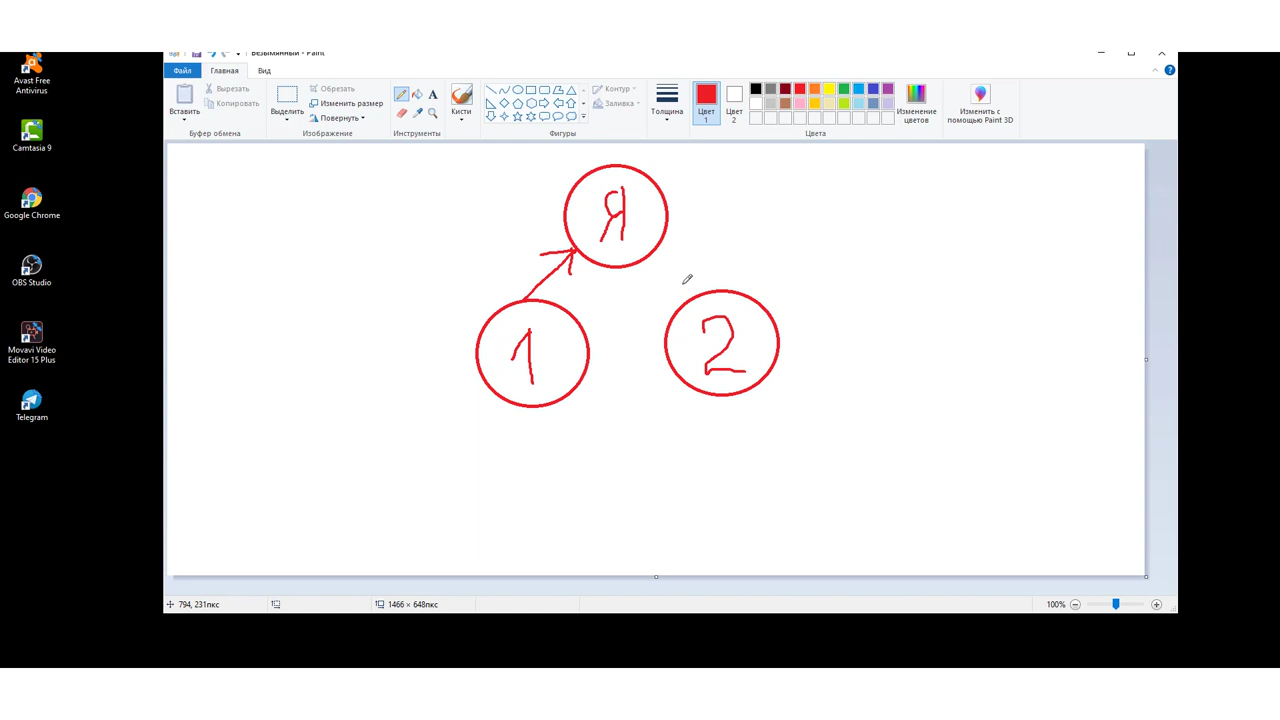 Безымянный - Paint
Файл
Главная
Вид
Вставить
Вырезать
Копировать
Буфер обмена
Выделить
Обрезать
Изменить размер
Повернуть
Изображение
A
Инструменты
Кисти
Контур
Заливка
Фигуры
Толщина
Цвет
1
Цвет
2
Изменение
цветов
Цвета
Изменить с
помощью Paint 3D
Avast Free
Antivirus
Camtasia 9
Google Chrome
OBS Studio
Movavi Video
Editor 15 Plus
Telegram
Я
1
2
794, 231пкс
1466 × 648пкс
100%